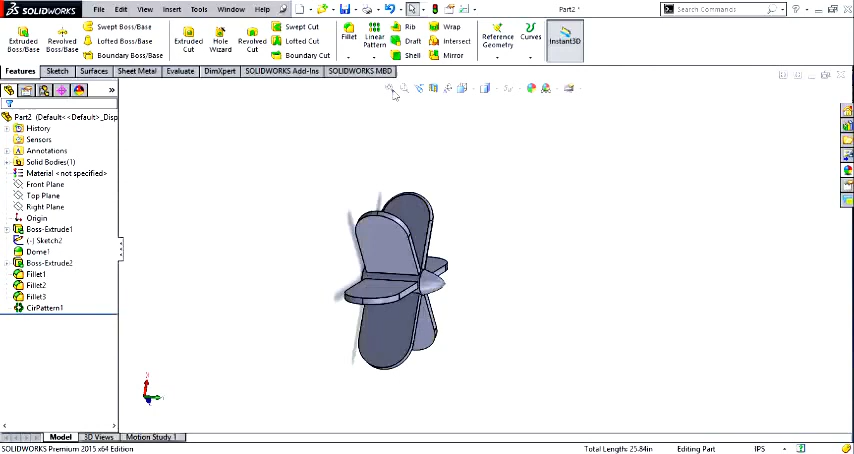 SOLIDWORKS File Edit View Insert Tools Window Help Part2 * Search Commands
Extruded Boss/Base Revolved Boss/Base Swept Boss/Base Lofted Boss/Base Boundary Boss/Base Extruded Cut Hole Wizard Revolved Cut Swept Cut Lofted Cut Boundary Cut Fillet Linear Pattern Rib Draft Shell Wrap Intersect Mirror Reference Geometry Curves Instant3D
Features Sketch Surfaces Sheet Metal Evaluate DimXpert SOLIDWORKS Add-Ins SOLIDWORKS MBD
Part2 (Default<<Default>_Disp
History
Sensors
Annotations
Solid Bodies(1)
Material <not specified>
Front Plane
Top Plane
Right Plane
Origin
Boss-Extrude1
(-) Sketch2
Dome1
Boss-Extrude2
Fillet1
Fillet2
Fillet3
CirPattern1
Model 3D Views Motion Study 1
SOLIDWORKS Premium 2015 x64 Edition Total Length: 25.84in Editing Part IPS